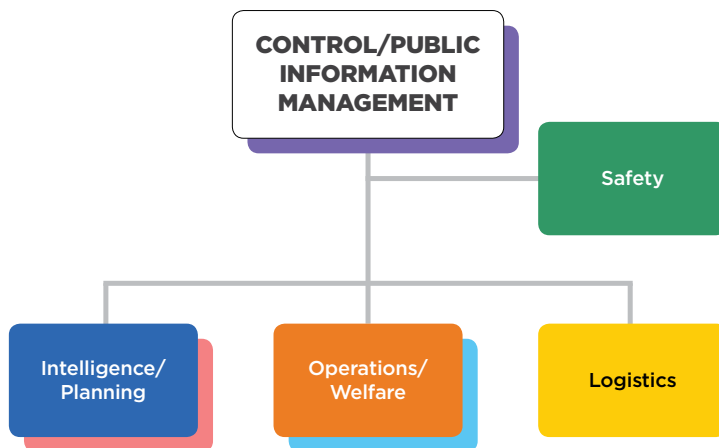 CONTROL/PUBLIC
INFORMATION
MANAGEMENT
Safety
Intelligence/
Planning
Operations/
Welfare
Logistics